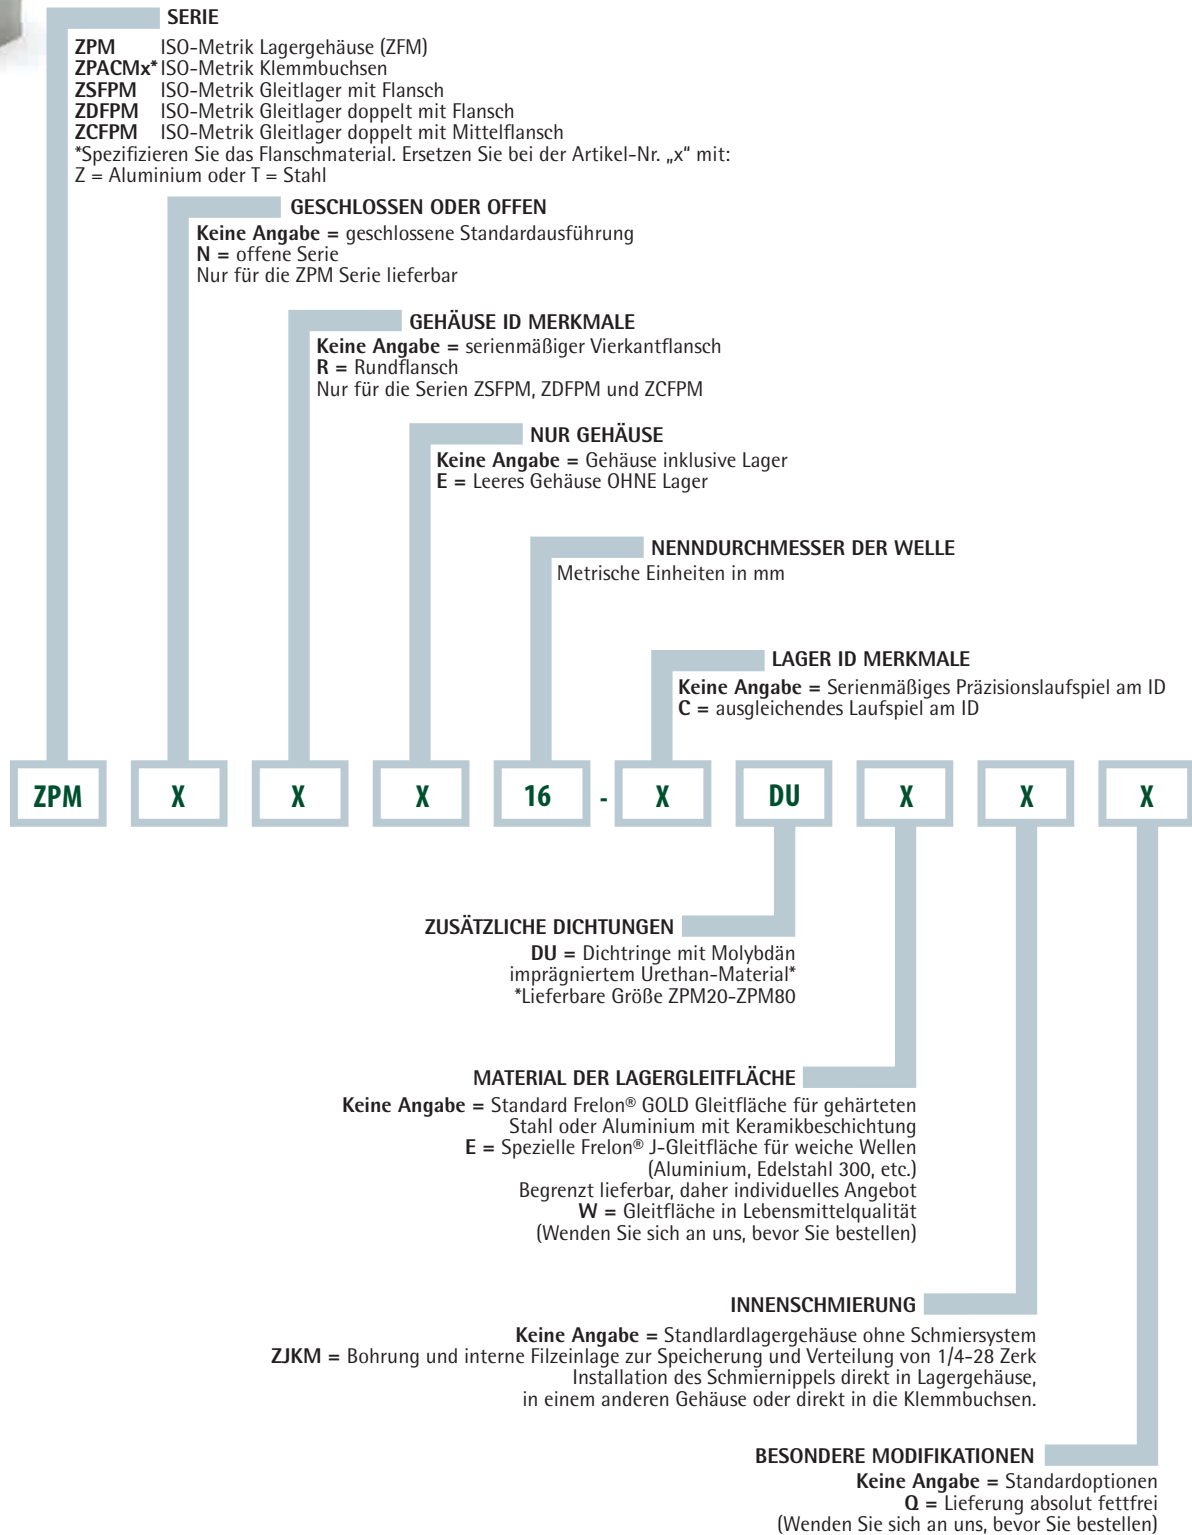 SERIE
ZPM ISO-Metrik Lagergehäuse (ZFM)
ZPACMx* ISO-Metrik Klemmbuchsen
ZSFPM ISO-Metrik Gleitlager mit Flansch
ZDFPM ISO-Metrik Gleitlager doppelt mit Flansch
ZCFPM ISO-Metrik Gleitlager doppelt mit Mittelflansch
*Spezifizieren Sie das Flanschmaterial. Ersetzen Sie bei der Artikel-Nr. „x" mit:
Z = Aluminium oder T = Stahl
GESCHLOSSEN ODER OFFEN
Keine Angabe = geschlossene Standardausführung
N = offene Serie
Nur für die ZPM Serie lieferbar
GEHÄUSE ID MERKMALE
Keine Angabe = serienmäßiger Vierkantflansch
R = Rundflansch
Nur für die Serien ZSFPM, ZDFPM und ZCFPM
NUR GEHÄUSE
Keine Angabe = Gehäuse inklusive Lager
E = Leeres Gehäuse OHNE Lager
NENNDURCHMESSER DER WELLE
Metrische Einheiten in mm
LAGER ID MERKMALE
Keine Angabe = Serienmäßiges Präzisionslaufspiel am ID
C = ausgleichendes Laufspiel am ID
ZPM X X X 16 - X DU X X X
ZUSÄTZLICHE DICHTUNGEN
DU = Dichtringe mit Molybdän
imprägniertem Urethan-Material*
*Lieferbare Größe ZPM20-ZPM80
MATERIAL DER LAGERGLEITFLÄCHE
Keine Angabe = Standard Frelon® GOLD Gleitfläche für gehärteten
Stahl oder Aluminium mit Keramikbeschichtung
E = Spezielle Frelon® J-Gleitfläche für weiche Wellen
(Aluminium, Edelstahl 300, etc.)
Begrenzt lieferbar, daher individuelles Angebot
W = Gleitfläche in Lebensmittelqualität
(Wenden Sie sich an uns, bevor Sie bestellen)
INNENSCHMIERUNG
Keine Angabe = Standlardlagergehäuse ohne Schmiersystem
ZJKM = Bohrung und interne Filzeinlage zur Speicherung und Verteilung von 1/4-28 Zerk
Installation des Schmiernippels direkt in Lagergehäuse,
in einem anderen Gehäuse oder direkt in die Klemmbuchsen.
BESONDERE MODIFIKATIONEN
Keine Angabe = Standardoptionen
Q = Lieferung absolut fettfrei
(Wenden Sie sich an uns, bevor Sie bestellen)